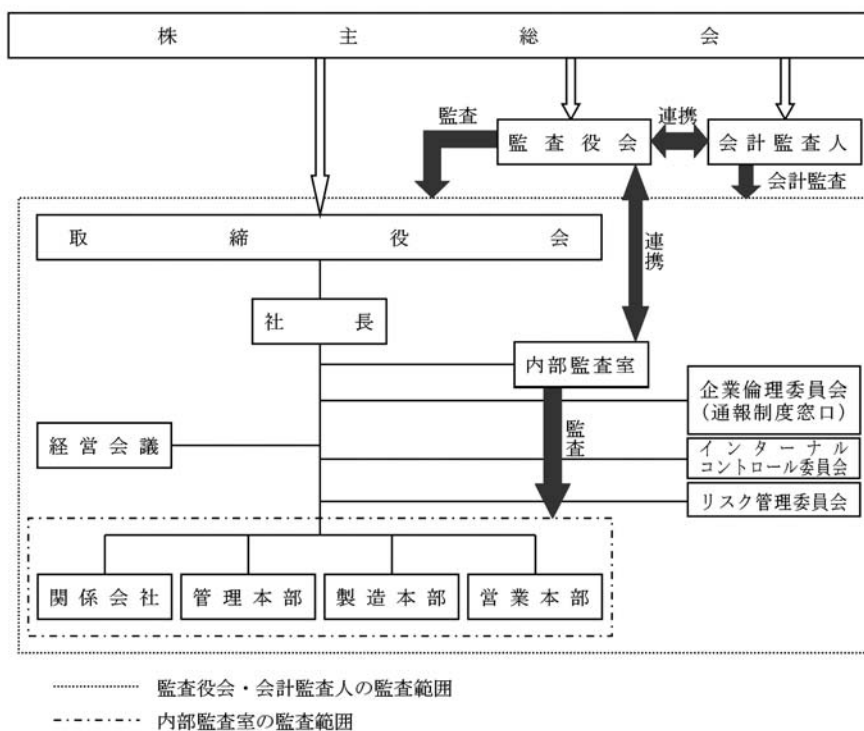 株主総会
監査
連携
監査役会
会計監査人
会計監査
取締役会
連携
社長
内部監査室
企業倫理委員会
(通報制度窓口)
監査
経営会議
インターナル
コントロール委員会
リスク管理委員会
関係会社
管理本部
製造本部
営業本部
監査役会・会計監査人の監査範囲
内部監査室の監査範囲